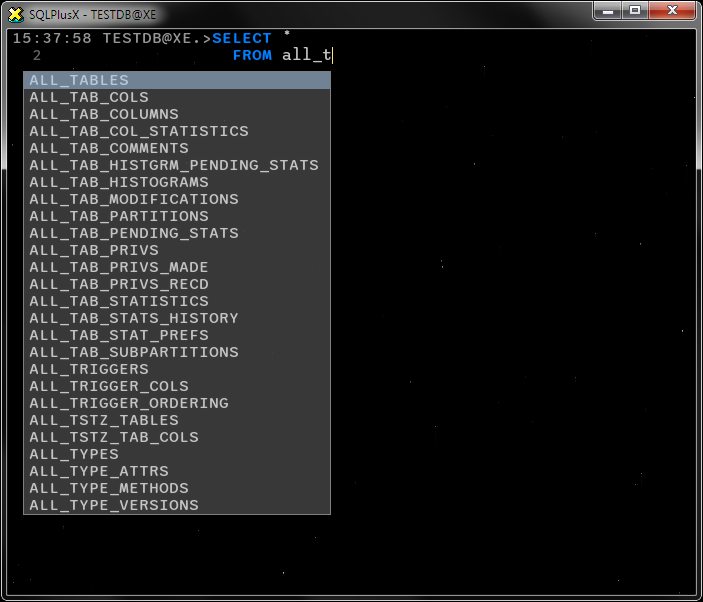 SQLPlusX - TESTDB@XE
15:37:58 TESTDB@XE.>SELECT *
2 FROM all_t
ALL_TABLES
ALL_TAB_COLS
ALL_TAB_COLUMNS
ALL_TAB_COL_STATISTICS
ALL_TAB_COMMENTS
ALL_TAB_HISTGRM_PENDING_STATS
ALL_TAB_HISTOGRAMS
ALL_TAB_MODIFICATIONS
ALL_TAB_PARTITIONS
ALL_TAB_PENDING_STATS
ALL_TAB_PRIVS
ALL_TAB_PRIVS_MADE
ALL_TAB_PRIVS_RECD
ALL_TAB_STATISTICS
ALL_TAB_STATS_HISTORY
ALL_TAB_STAT_PREFS
ALL_TAB_SUBPARTITIONS
ALL_TRIGGERS
ALL_TRIGGER_COLS
ALL_TRIGGER_ORDERING
ALL_TSTZ_TABLES
ALL_TSTZ_TAB_COLS
ALL_TYPES
ALL_TYPE_ATTRS
ALL_TYPE_METHODS
ALL_TYPE_VERSIONS